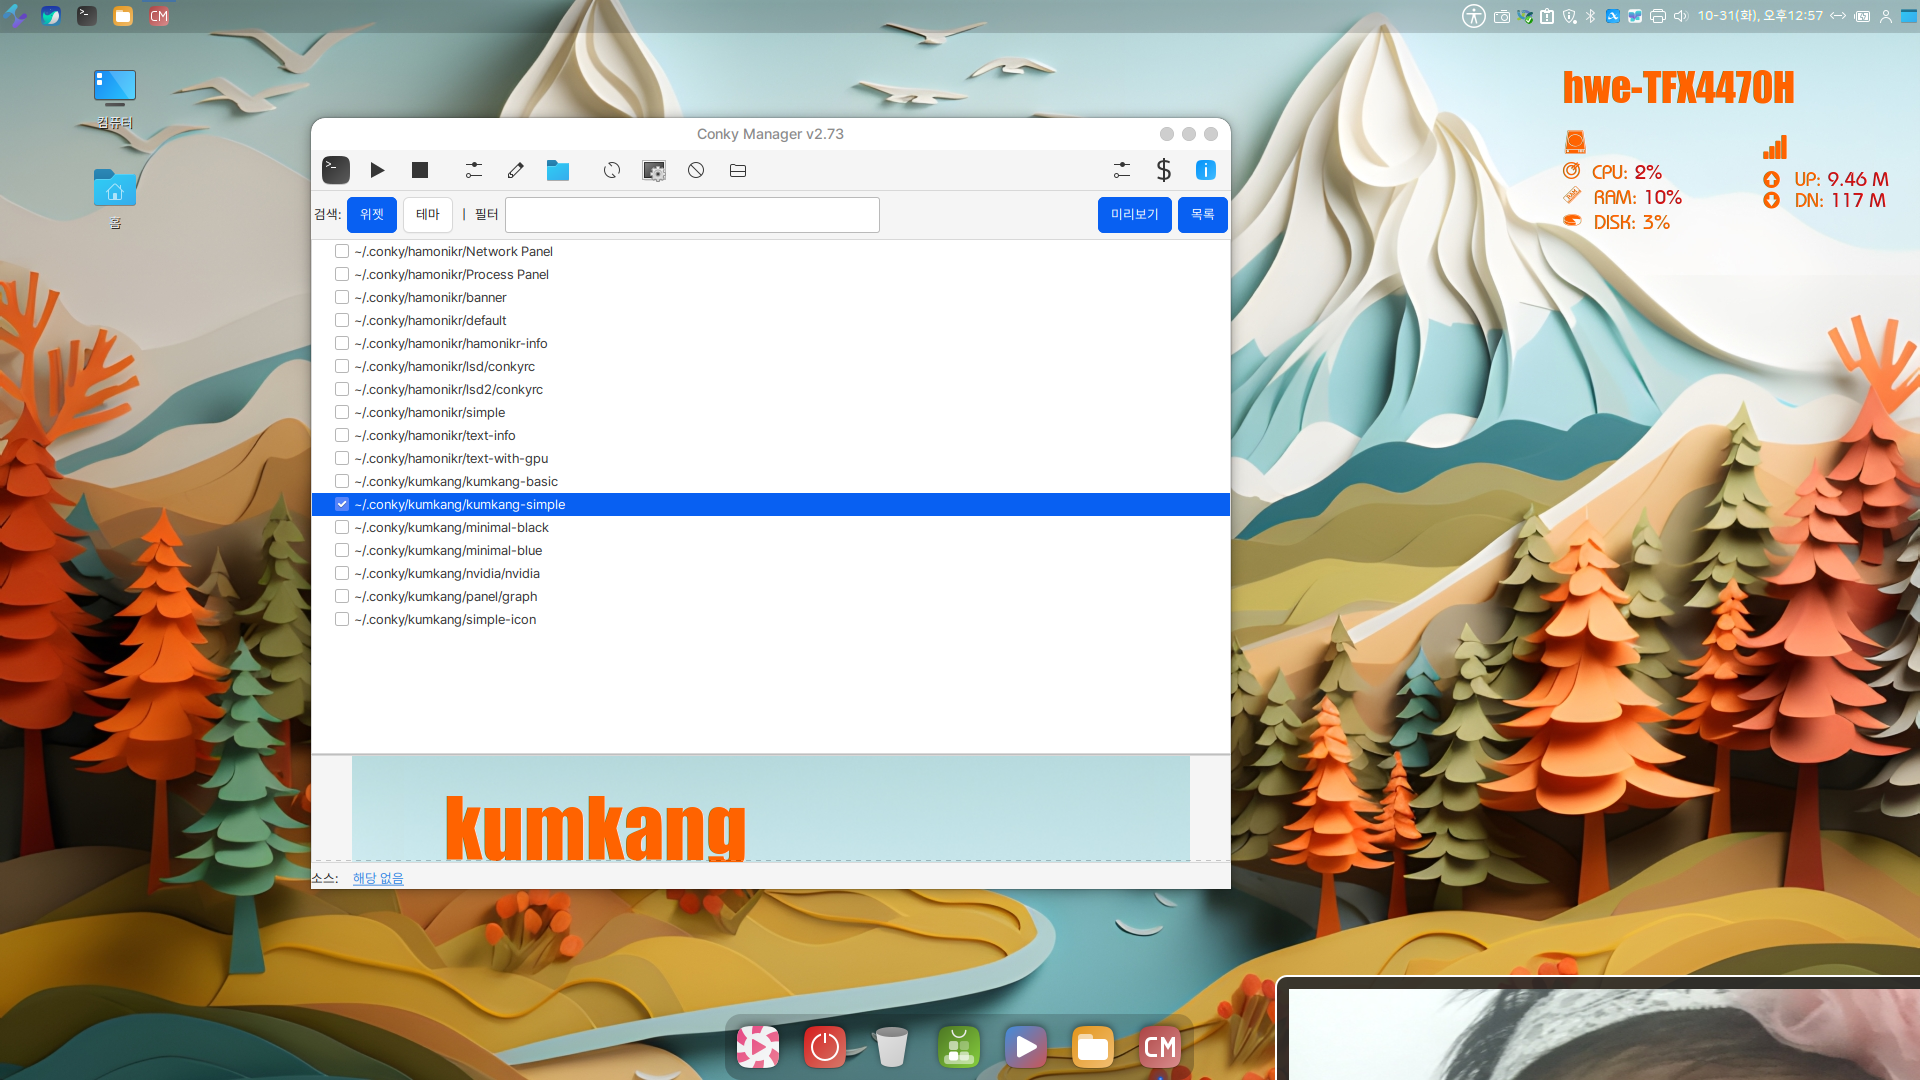 CM
10-31(화), 오후12:57
컴퓨터
홈
hwe-TFX4470H
CPU: 2%
RAM: 10%
DISK: 3%
UP: 9.46 M
DN: 117 M
Conky Manager v2.73
검색: 위젯 테마 | 필터 미리보기 목록
~/.conky/hamonikr/Network Panel
~/.conky/hamonikr/Process Panel
~/.conky/hamonikr/banner
~/.conky/hamonikr/default
~/.conky/hamonikr/hamonikr-info
~/.conky/hamonikr/lsd/conkyrc
~/.conky/hamonikr/lsd2/conkyrc
~/.conky/hamonikr/simple
~/.conky/hamonikr/text-info
~/.conky/hamonikr/text-with-gpu
~/.conky/kumkang/kumkang-basic
~/.conky/kumkang/kumkang-simple
~/.conky/kumkang/minimal-black
~/.conky/kumkang/minimal-blue
~/.conky/kumkang/nvidia/nvidia
~/.conky/kumkang/panel/graph
~/.conky/kumkang/simple-icon
kumkang
소스: 해당 없음
CM